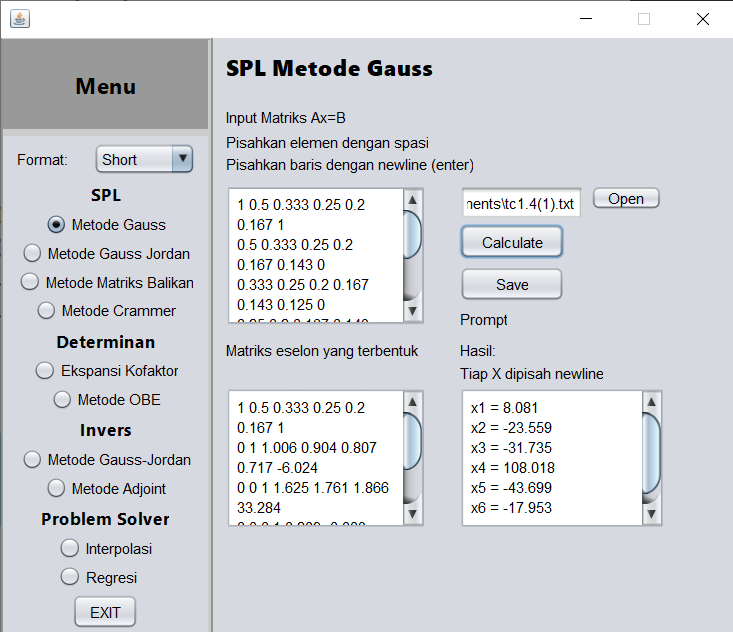 Menu
Format:
Short
SPL
Metode Gauss
Metode Gauss Jordan
Metode Matriks Balikan
Metode Crammer
Determinan
Ekspansi Kofaktor
Metode OBE
Invers
Metode Gauss-Jordan
Metode Adjoint
Problem Solver
Interpolasi
Regresi
EXIT
SPL Metode Gauss
Input Matriks Ax=B
Pisahkan elemen dengan spasi
Pisahkan baris dengan newline (enter)
1 0.5 0.333 0.25 0.2
0.167 1
0.5 0.333 0.25 0.2
0.167 0.143 0
0.333 0.25 0.2 0.167
0.143 0.125 0
nents\tc1.4(1).txt
Open
Calculate
Save
Prompt
Matriks eselon yang terbentuk
1 0.5 0.333 0.25 0.2
0.167 1
0 1 1.006 0.904 0.807
0.717 -6.024
0 0 1 1.625 1.761 1.866
33.284
Hasil:
Tiap X dipisah newline
x1 = 8.081
x2 = -23.559
x3 = -31.735
x4 = 108.018
x5 = -43.699
x6 = -17.953